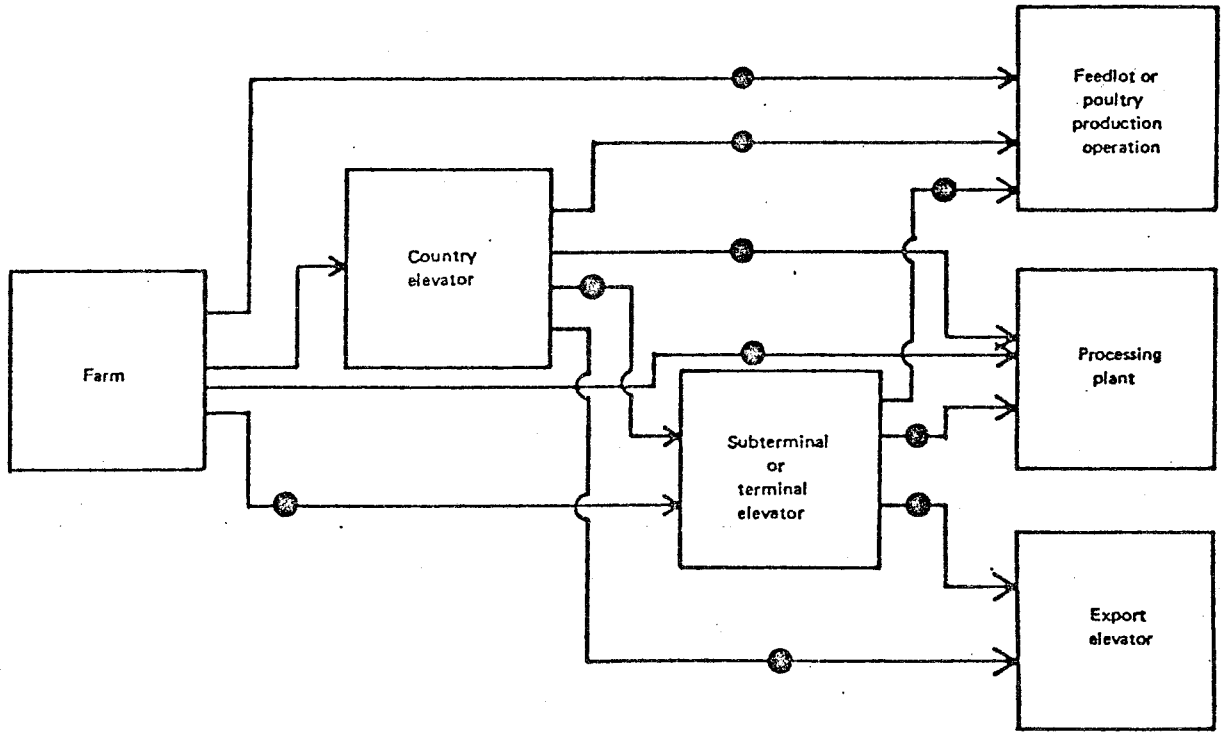 Feedlot or
poultry
production
operation
Country
elevator
Farm
Processing
plant
Subterminal
or
terminal
elevator
Export
elevator